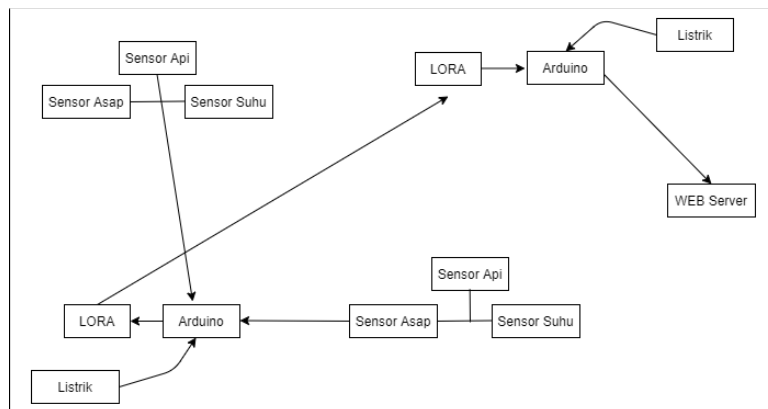 Listrik
Sensor Api
LORA
Arduino
Sensor Asap
Sensor Suhu
WEB Server
Sensor Api
LORA
Arduino
Sensor Asap
Sensor Suhu
Listrik